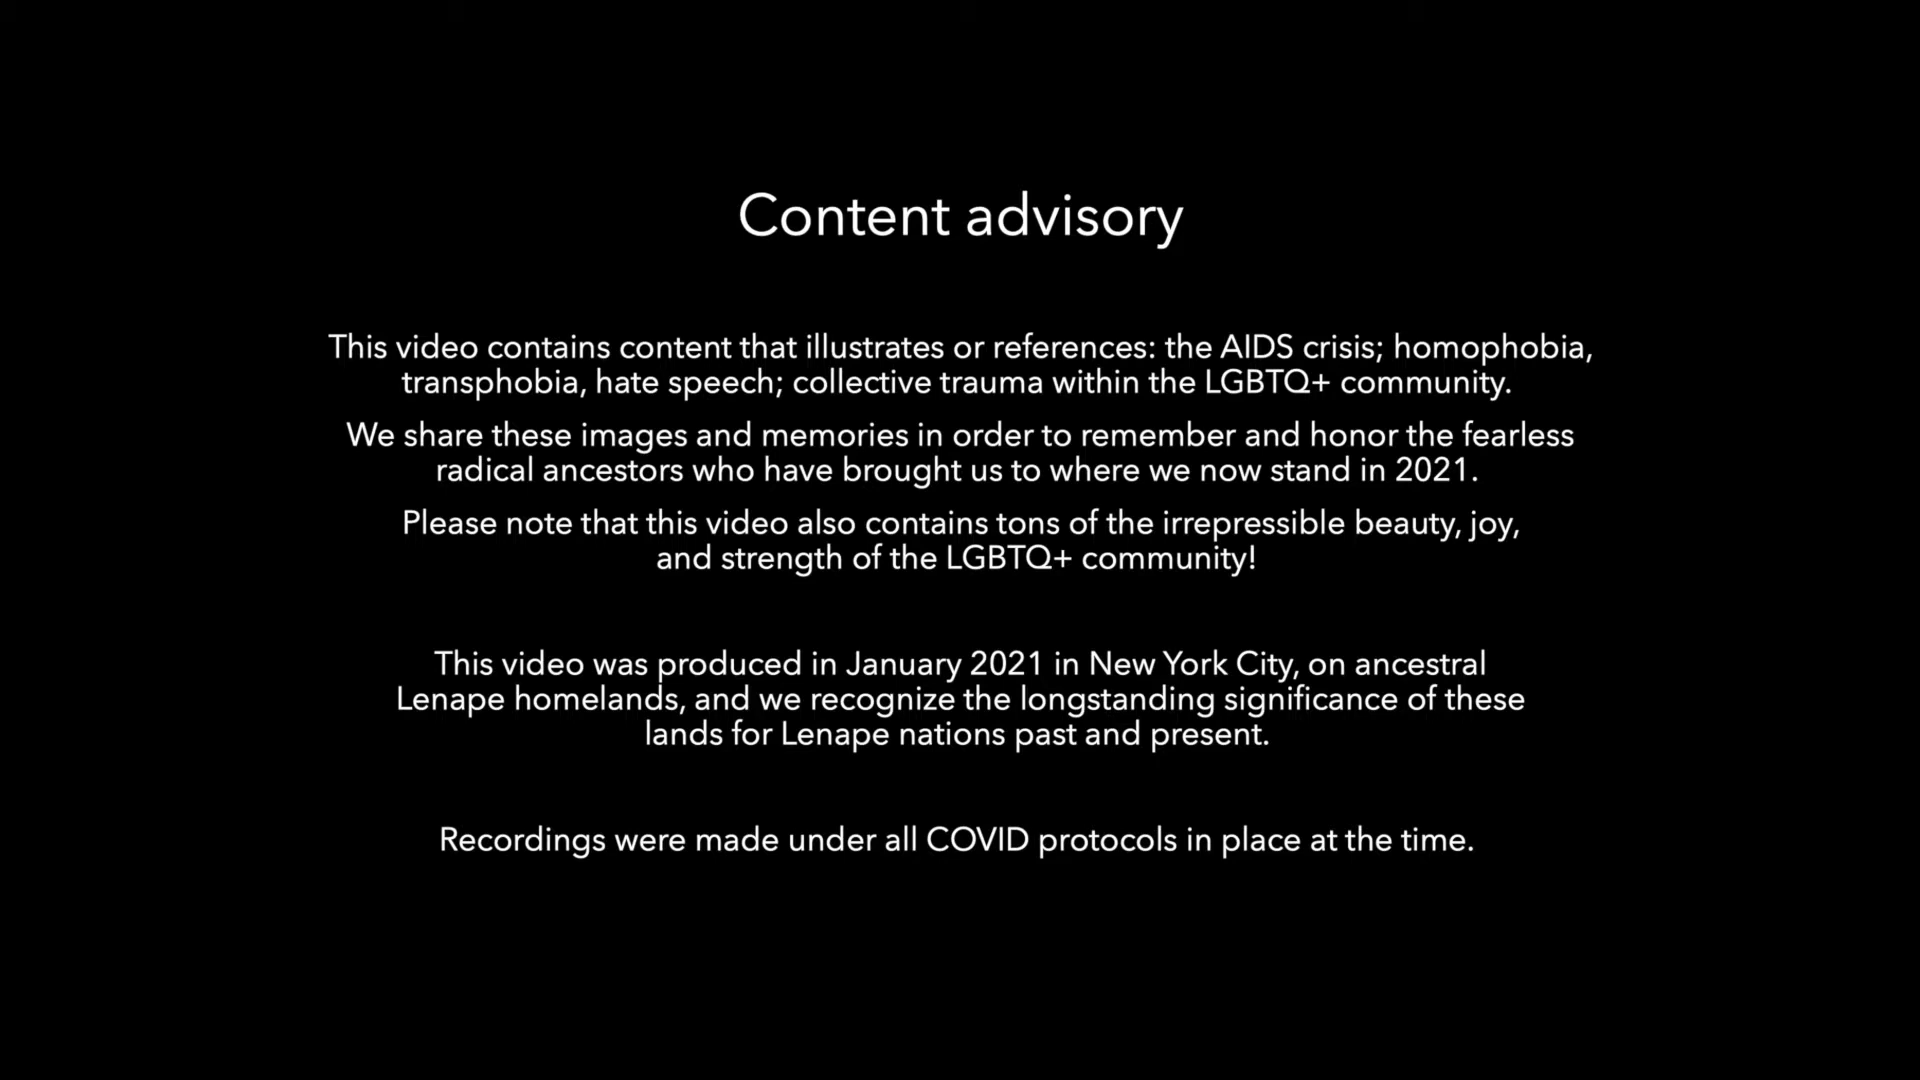 Content advisory
This video contains content that illustrates or references: the AIDS crisis; homophobia,
transphobia, hate speech; collective trauma within the LGBTQ+ community.
We share these images and memories in order to remember and honor the fearless
radical ancestors who have brought us to where we now stand in 2021.
Please note that this video also contains tons of the irrepressible beauty, joy,
and strength of the LGBTQ+ community!
This video was produced in January 2021 in New York City, on ancestral
Lenape homelands, and we recognize the longstanding significance of these
lands for Lenape nations past and present.
Recordings were made under all COVID protocols in place at the time.